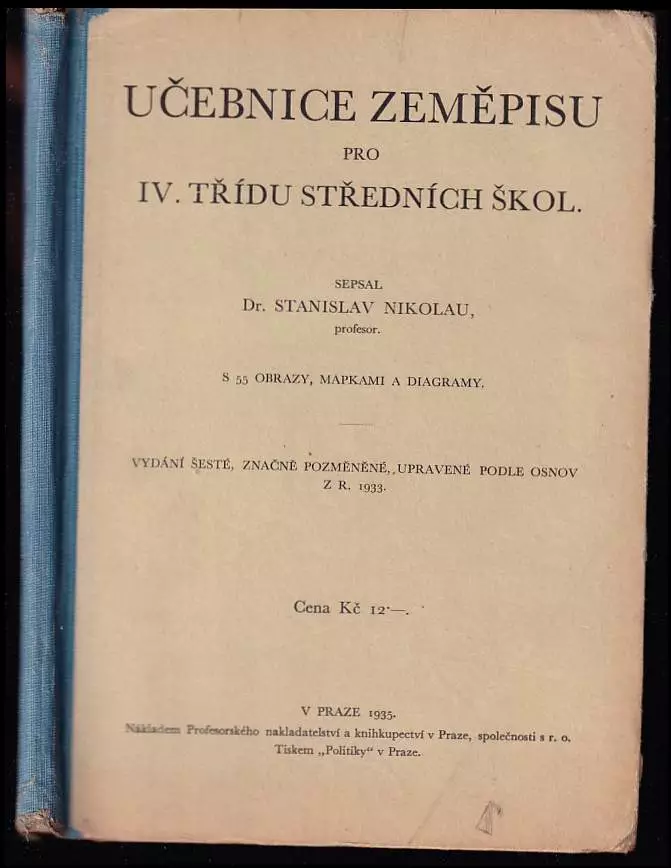 UČEBNICE ZEMĚPISU
PRO
IV. TŘÍDU STŘEDNÍCH ŠKOL.
SEPSAL
Dr. STANISLAV NIKOLAU,
profesor.
S 55 OBRAZY, MAPKAMI A DIAGRAMY.
VYDÁNÍ ŠESTÉ, ZNAČNĚ POZMĚNĚNÉ, UPRAVENÉ PODLE OSNOV
Z R. 1933.
Cena Kč 12·—.
V PRAZE 1935.
Nákladem Profesorského nakladatelství a knihkupectví v Praze, společnosti s r. o.
Tiskem „Politiky“ v Praze.